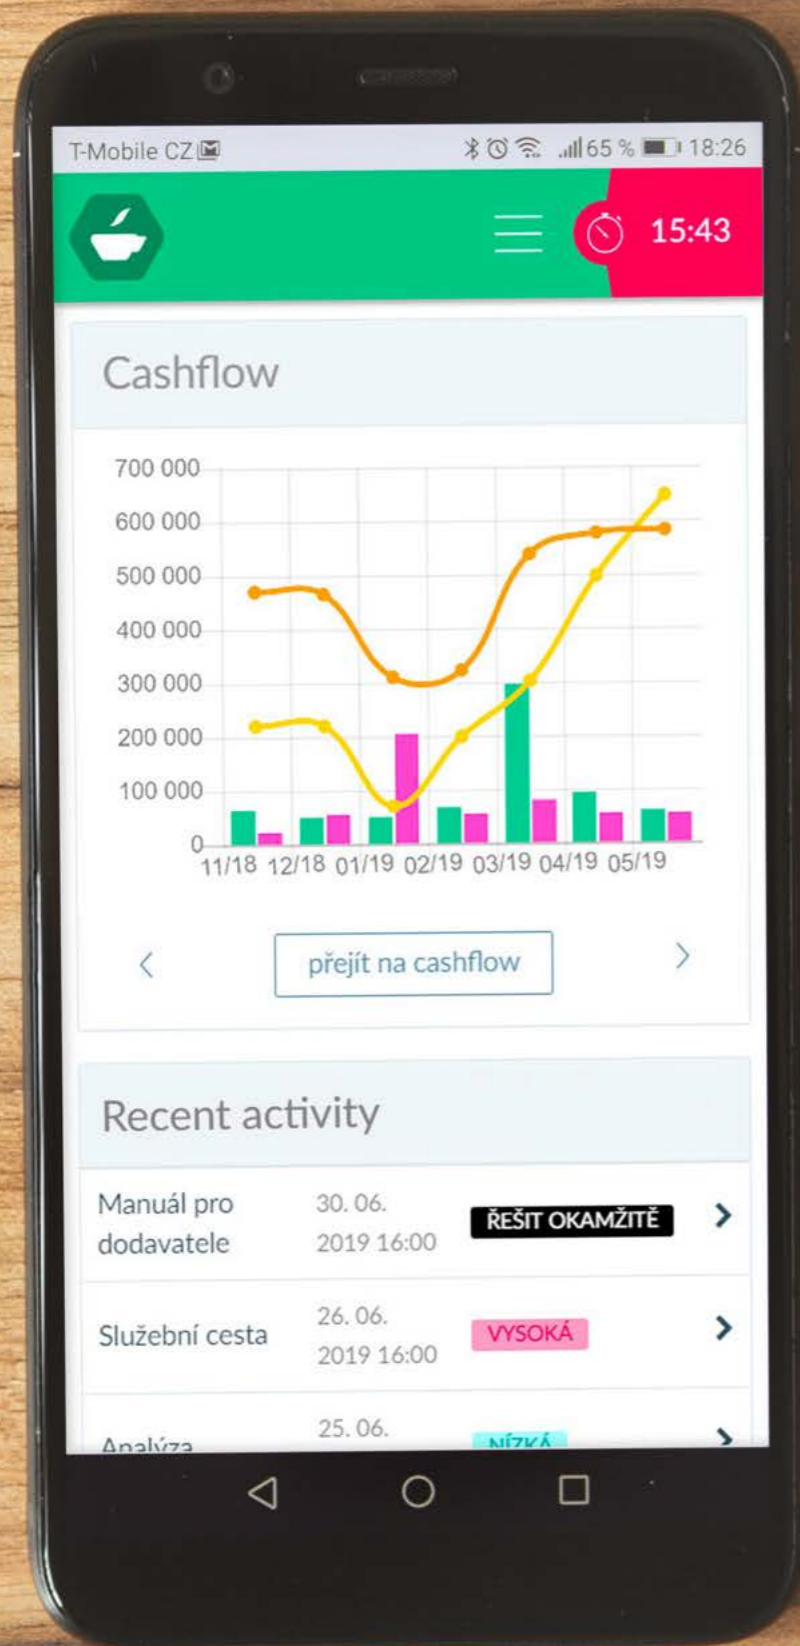 T-Mobile CZ 65 % 18:26
15:43
Cashflow
700 000
600 000
500 000
400 000
300 000
200 000
100 000
0
11/18 12/18 01/19 02/19 03/19 04/19 05/19
přejít na cashflow
Recent activity
Manuál pro
dodavatele
30. 06.
2019 16:00
ŘEŠIT OKAMŽITĚ
Služební cesta
26. 06.
2019 16:00
VYSOKÁ
Analýza
25. 06.
NÍZKÁ